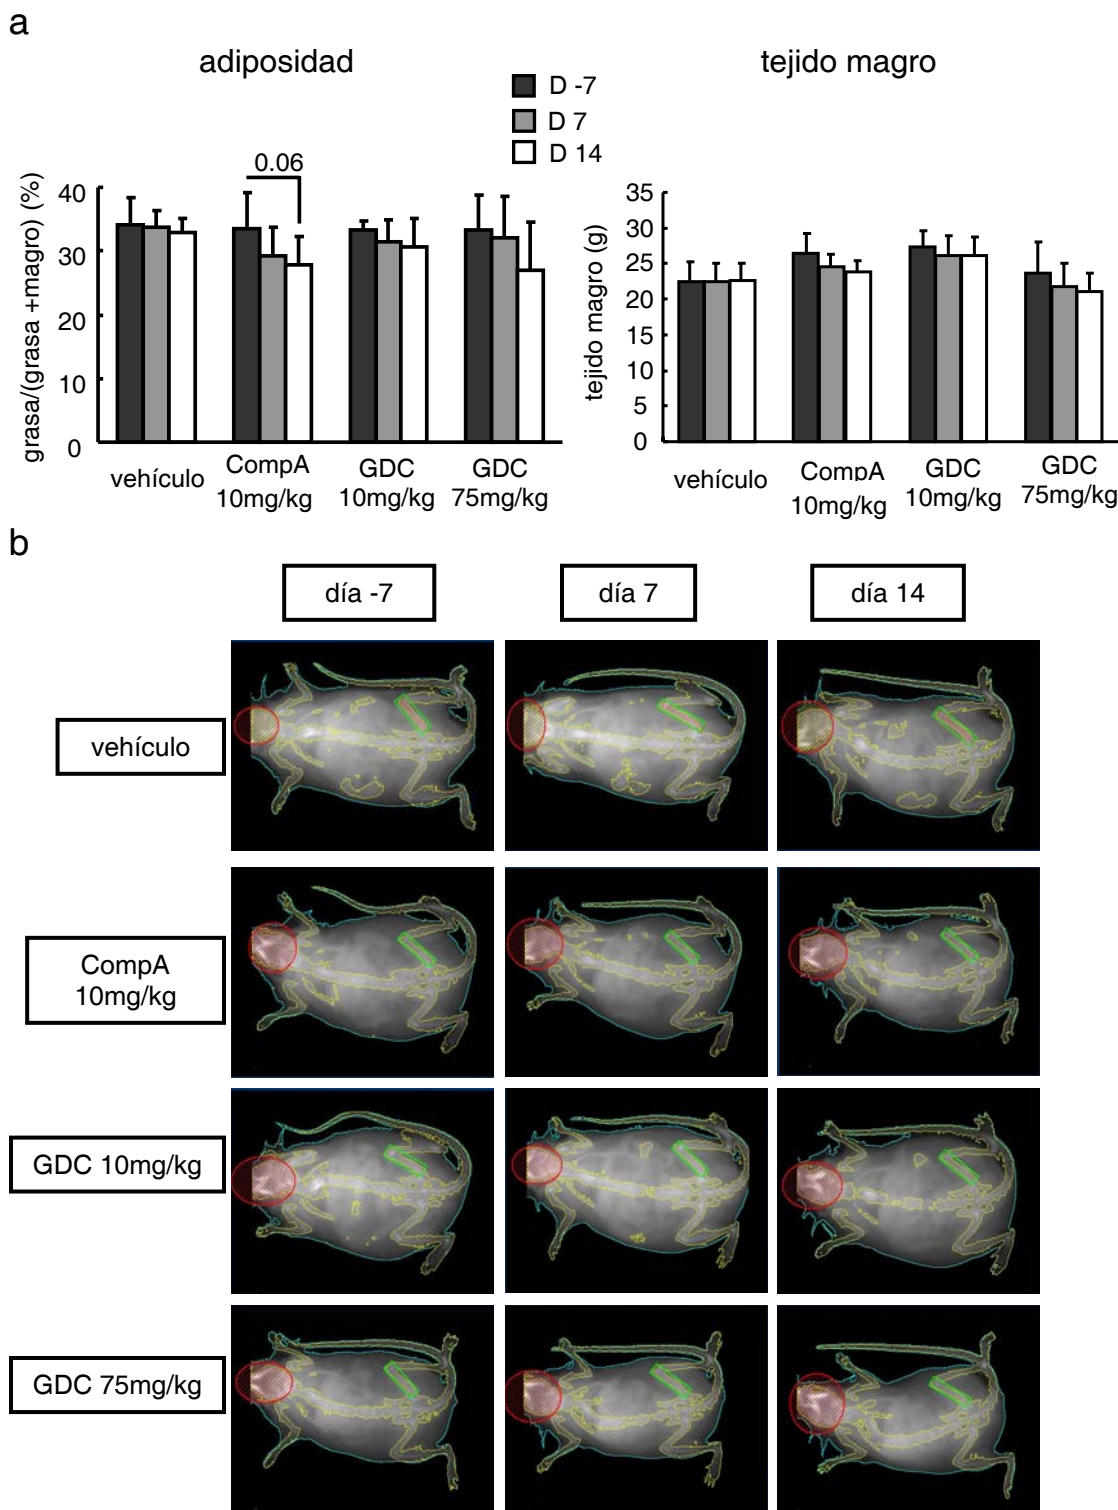 a
adiposidad
tejido magro
D -7
D 7
D 14
0.06
grasa/(grasa +magro) (%)
40
30
20
10
0
vehículo
CompA
10mg/kg
GDC
10mg/kg
GDC
75mg/kg
tejido magro (g)
35
30
25
20
15
10
5
0
vehículo
CompA
10mg/kg
GDC
10mg/kg
GDC
75mg/kg
b
día -7
día 7
día 14
vehículo
CompA
10mg/kg
GDC 10mg/kg
GDC 75mg/kg